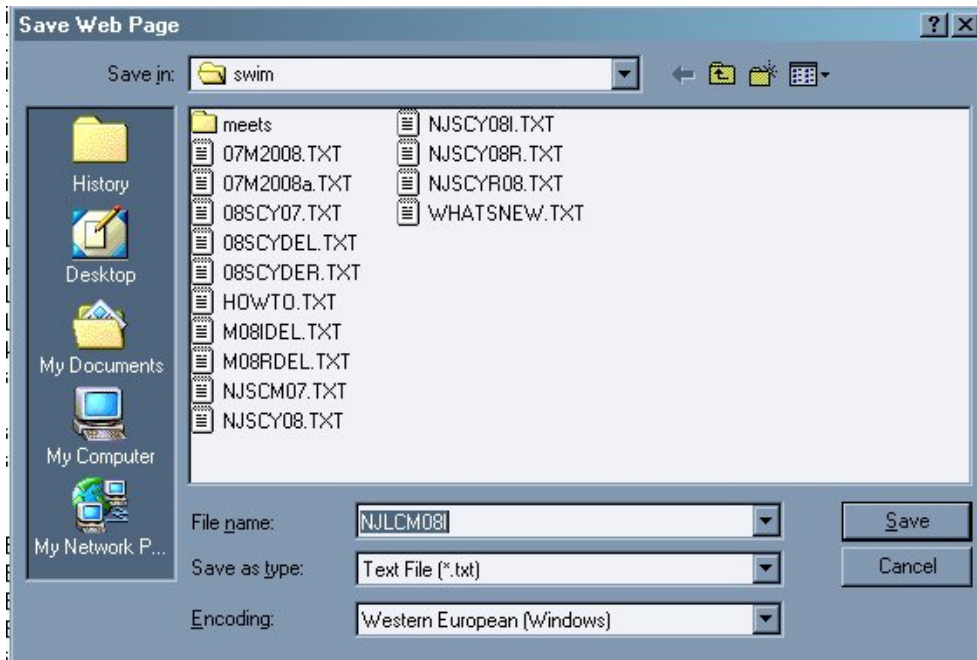 Save Web Page
Save in: swim
History
Desktop
My Documents
My Computer
My Network P...
meets
07M2008.TXT
07M2008a.TXT
08SCY07.TXT
08SCYDEL.TXT
08SCYDER.TXT
HOWTO.TXT
M08IDEL.TXT
M08RDEL.TXT
NJSCM07.TXT
NJSCY08.TXT
NJSCY08I.TXT
NJSCY08R.TXT
NJSCYR08.TXT
WHATSNEW.TXT
File name: NJLCM08I
Save
Save as type: Text File (*.txt)
Cancel
Encoding: Western European (Windows)